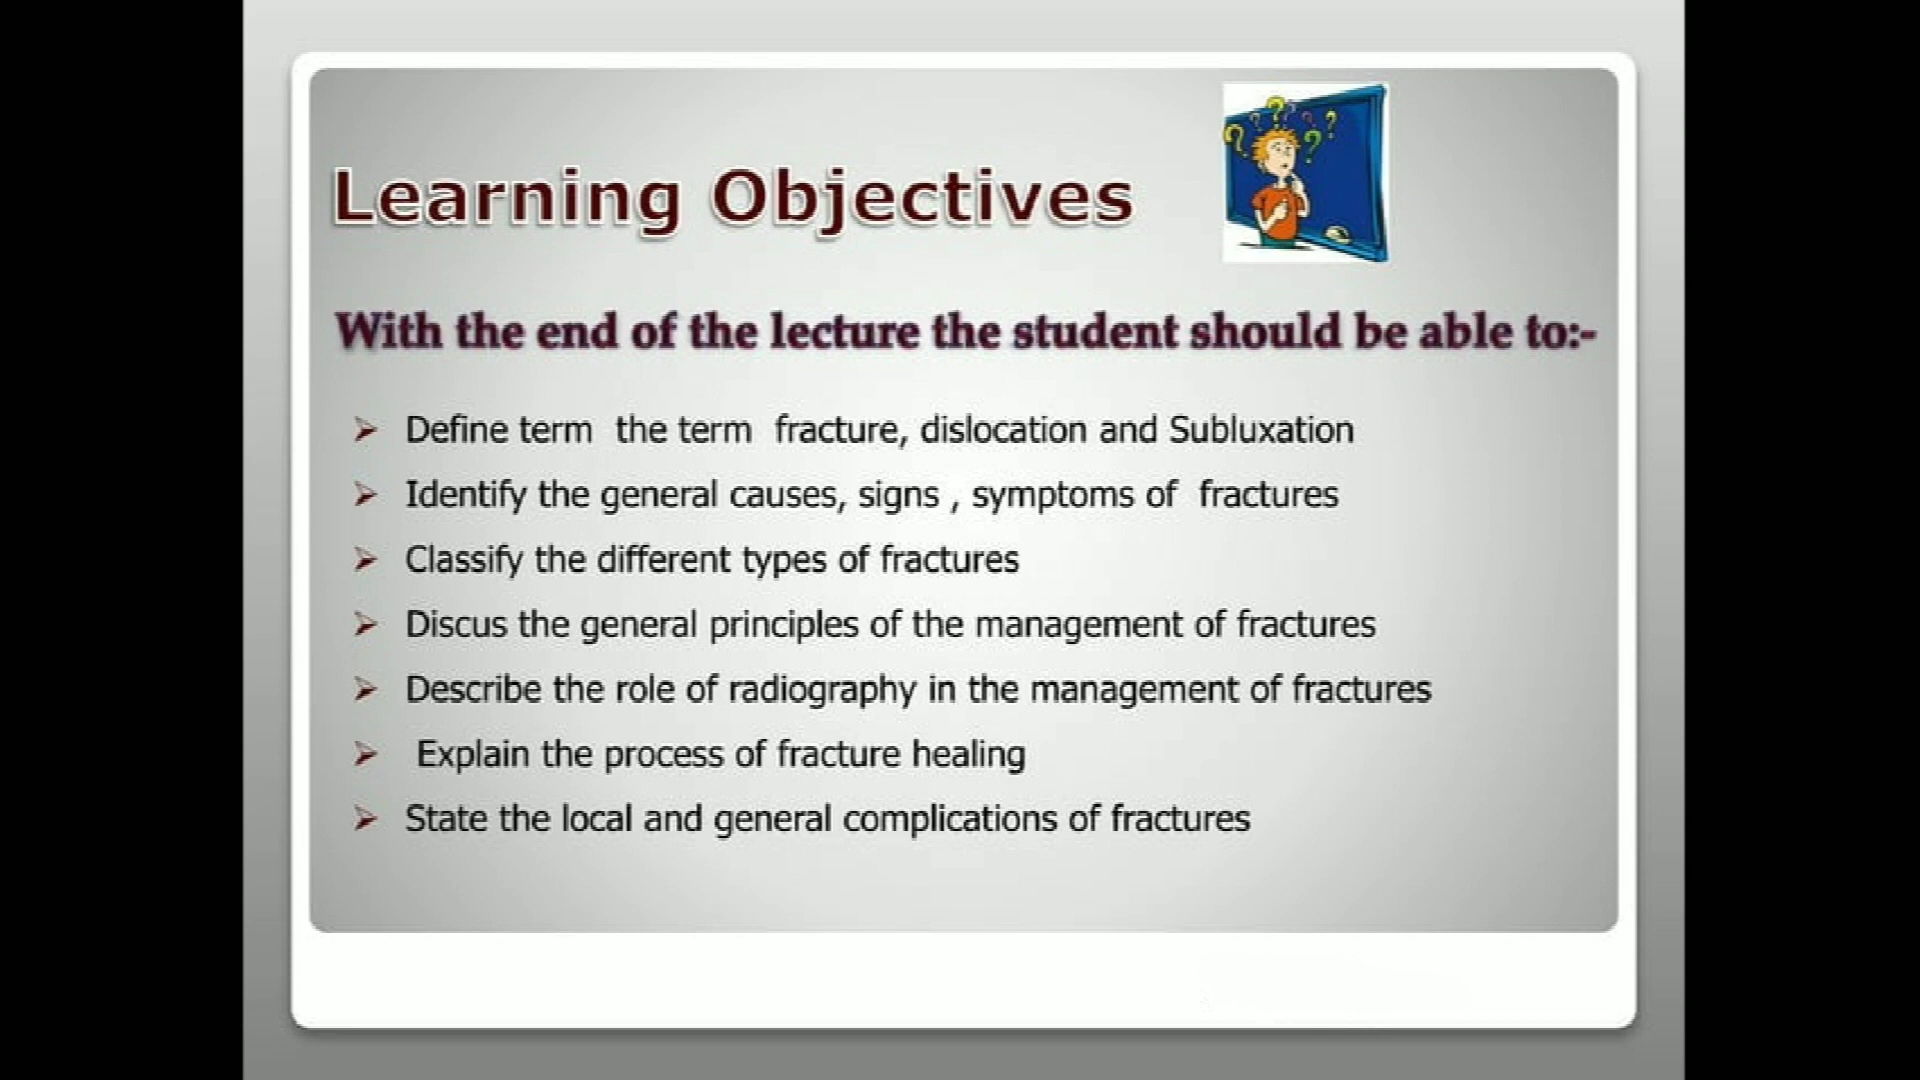 Learning Objectives
With the end of the lecture the student should be able to:-
Define term the term fracture, dislocation and Subluxation
Identify the general causes, signs , symptoms of fractures
Classify the different types of fractures
Discus the general principles of the management of fractures
Describe the role of radiography in the management of fractures
Explain the process of fracture healing
State the local and general complications of fractures